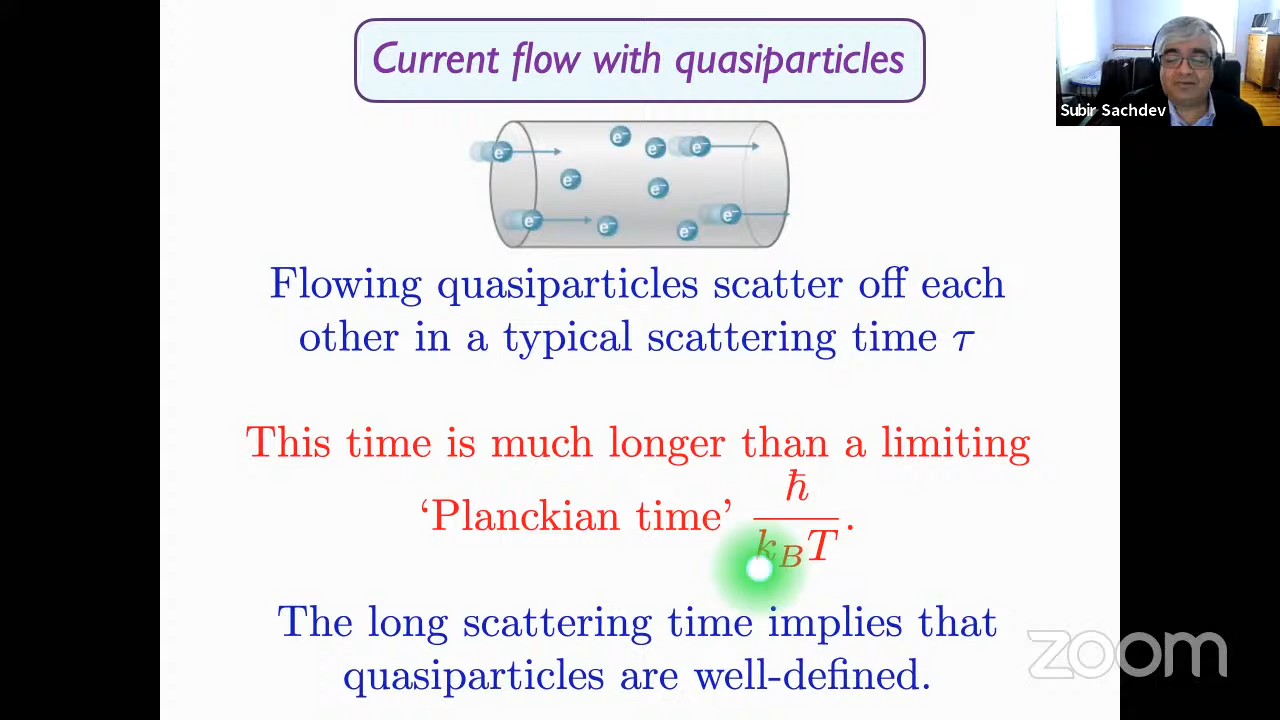 Current flow with quasiparticles
Subir Sachdev
e⁻ e⁻ e⁻ e⁻
e⁻ e⁻
e⁻ e⁻ e⁻ e⁻ e⁻
Flowing quasiparticles scatter off each
other in a typical scattering time τ
This time is much longer than a limiting
‘Planckian time’ ħ/k_BT.
The long scattering time implies that
quasiparticles are well-defined.
zoom